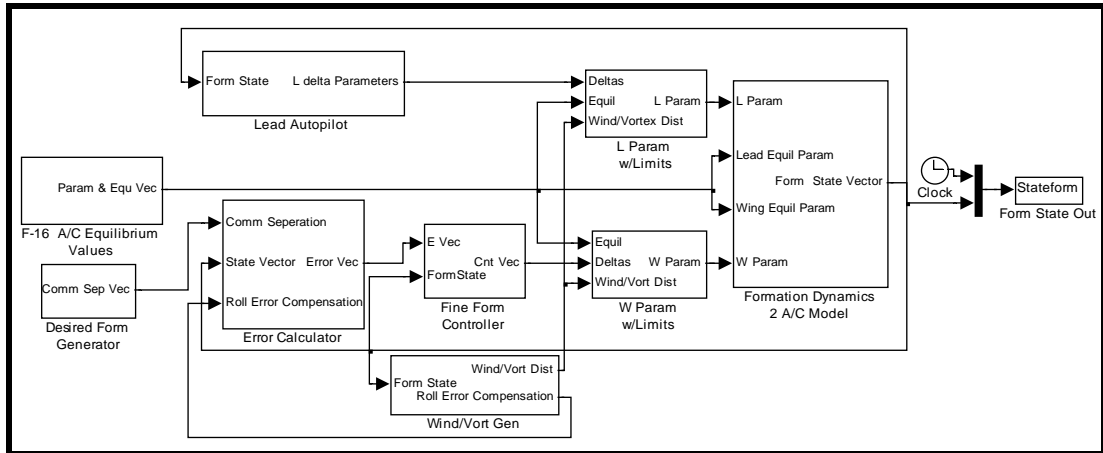 Form State
L delta Parameters
Lead Autopilot
Deltas
Equil
L Param
Wind/Vortex Dist
L Param
w/Limits
L Param
Lead Equil Param
Form State Vector
Wing Equil Param
W Param
Formation Dynamics
2 A/C Model
Clock
Stateform
Form State Out
Param & Equ Vec
F-16 A/C Equilibrium
Values
Comm Sep Vec
Desired Form
Generator
Comm Seperation
State Vector
Error Vec
Roll Error Compensation
Error Calculator
E Vec
Cnt Vec
FormState
Fine Form
Controller
Equil
Deltas
W Param
Wind/Vort Dist
W Param
w/Limits
Wind/Vort Dist
Form State
Roll Error Compensation
Wind/Vort Gen